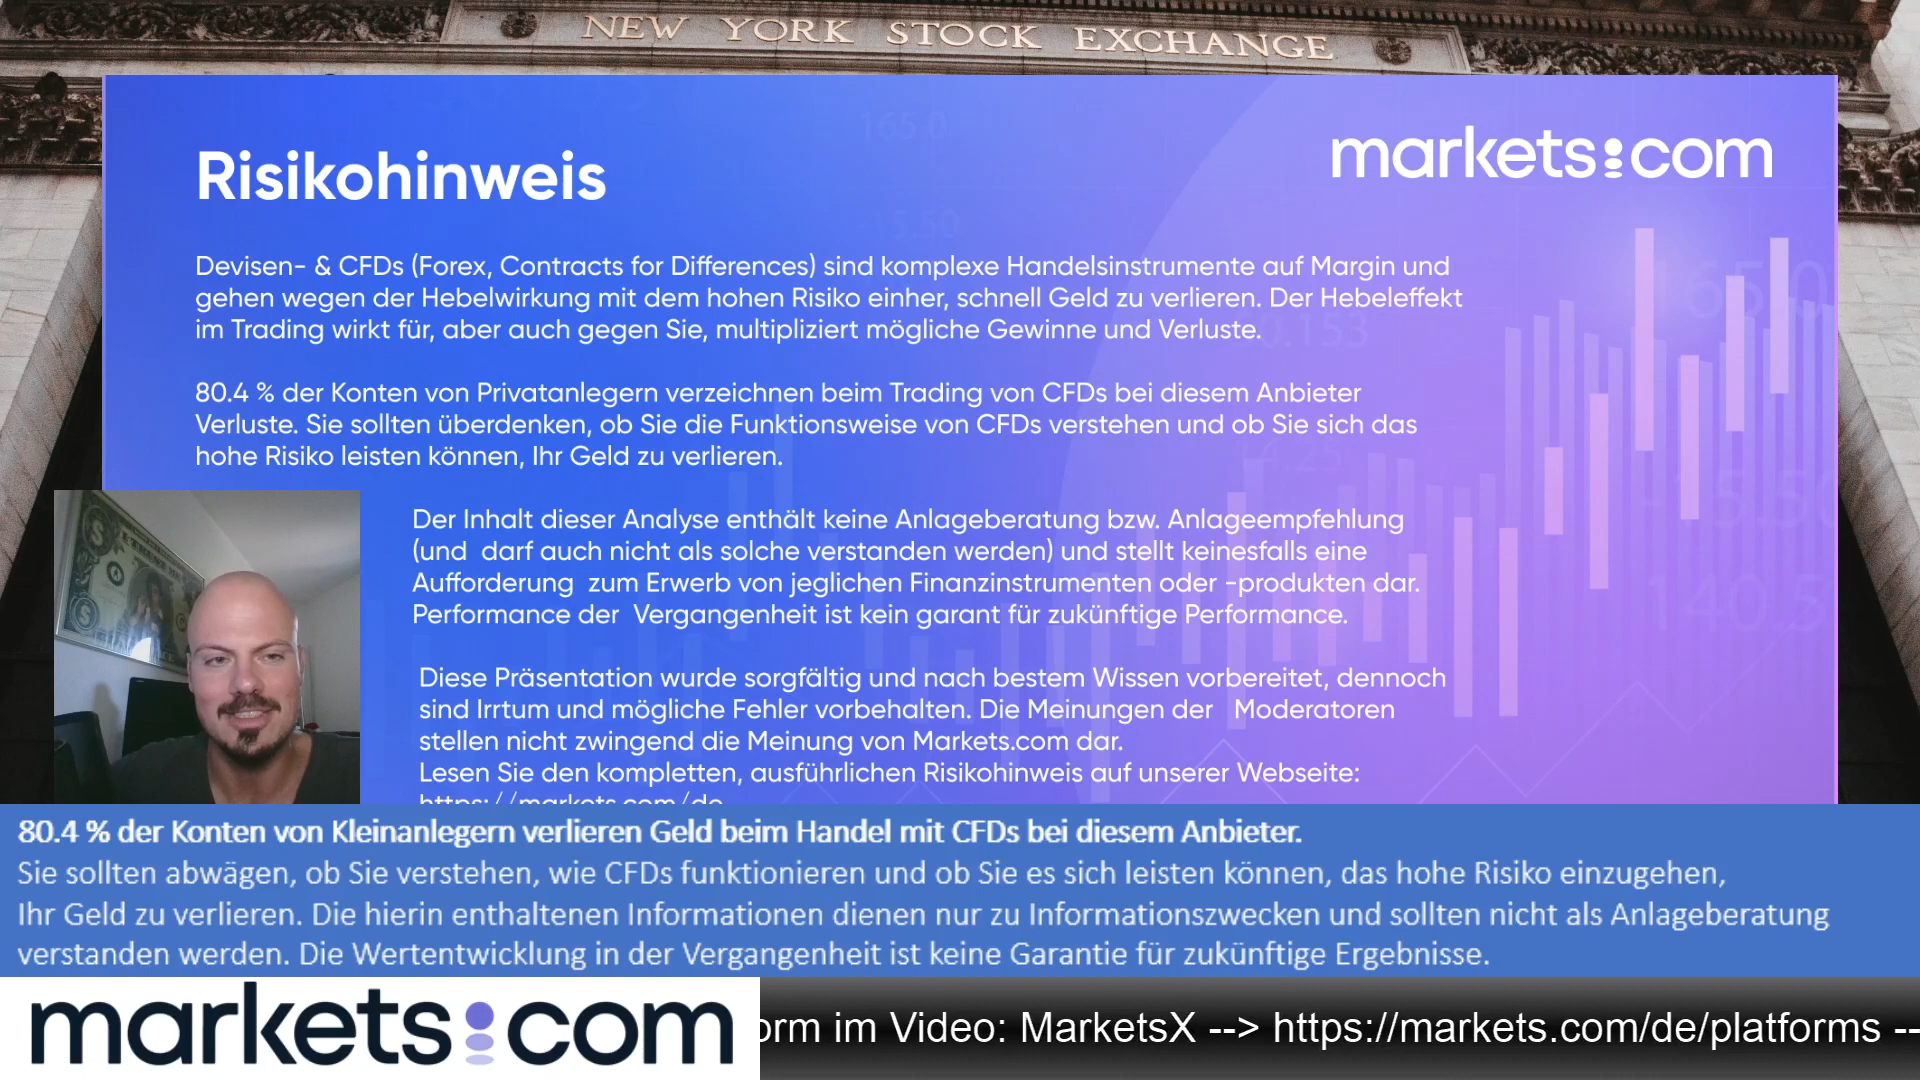 NEW YORK STOCK EXCHANGE
markets:com
Risikohinweis
Devisen- & CFDs (Forex, Contracts for Differences) sind komplexe Handelsinstrumente auf Margin und
gehen wegen der Hebelwirkung mit dem hohen Risiko einher, schnell Geld zu verlieren. Der Hebeleffekt
im Trading wirkt für, aber auch gegen Sie, multipliziert mögliche Gewinne und Verluste.
80.4 % der Konten von Privatanlegern verzeichnen beim Trading von CFDs bei diesem Anbieter
Verluste. Sie sollten überdenken, ob Sie die Funktionsweise von CFDs verstehen und ob Sie sich das
hohe Risiko leisten können, Ihr Geld zu verlieren.
Der Inhalt dieser Analyse enthält keine Anlageberatung bzw. Anlageempfehlung
(und darf auch nicht als solche verstanden werden) und stellt keinesfalls eine
Aufforderung zum Erwerb von jeglichen Finanzinstrumenten oder -produkten dar.
Performance der Vergangenheit ist kein garant für zukünftige Performance.
Diese Präsentation wurde sorgfältig und nach bestem Wissen vorbereitet, dennoch
sind Irrtum und mögliche Fehler vorbehalten. Die Meinungen der Moderatoren
stellen nicht zwingend die Meinung von Markets.com dar.
Lesen Sie den kompletten, ausführlichen Risikohinweis auf unserer Webseite:
https://markets.com/de
80.4 % der Konten von Kleinanlegern verlieren Geld beim Handel mit CFDs bei diesem Anbieter.
Sie sollten abwägen, ob Sie verstehen, wie CFDs funktionieren und ob Sie es sich leisten können, das hohe Risiko einzugehen,
Ihr Geld zu verlieren. Die hierin enthaltenen Informationen dienen nur zu Informationszwecken und sollten nicht als Anlageberatung
verstanden werden. Die Wertentwicklung in der Vergangenheit ist keine Garantie für zukünftige Ergebnisse.
markets:com
orm im Video: MarketsX --> https://markets.com/de/platforms --